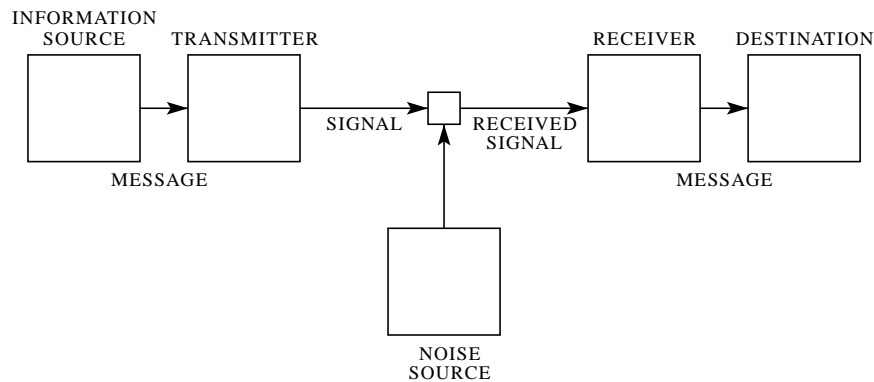 INFORMATION
SOURCE
TRANSMITTER
RECEIVER
DESTINATION
SIGNAL
RECEIVED
SIGNAL
MESSAGE
MESSAGE
NOISE
SOURCE